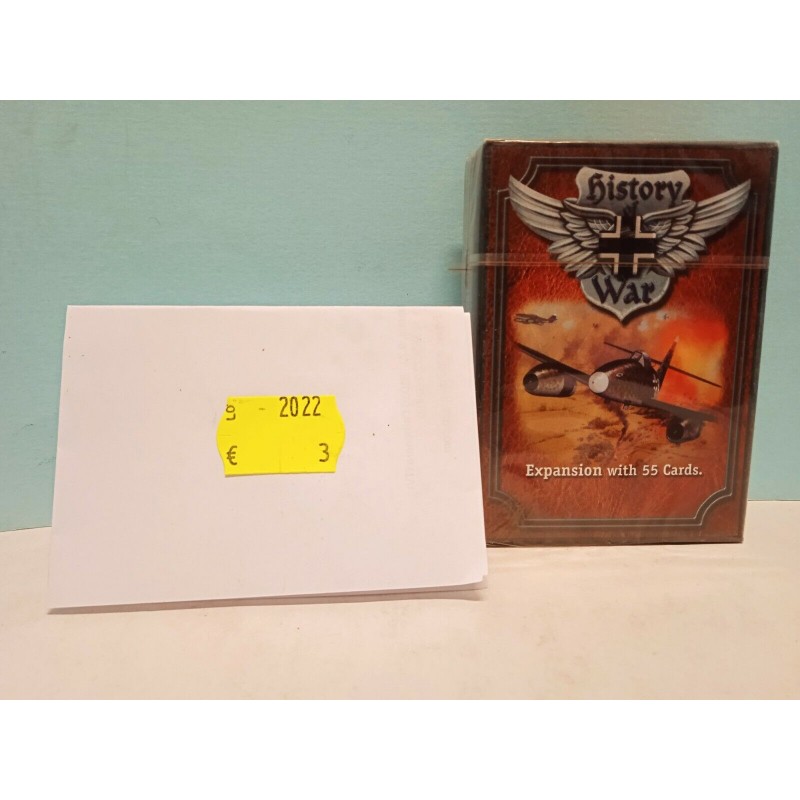 History
War
Expansion with 55 Cards.
- 2022
€ 3